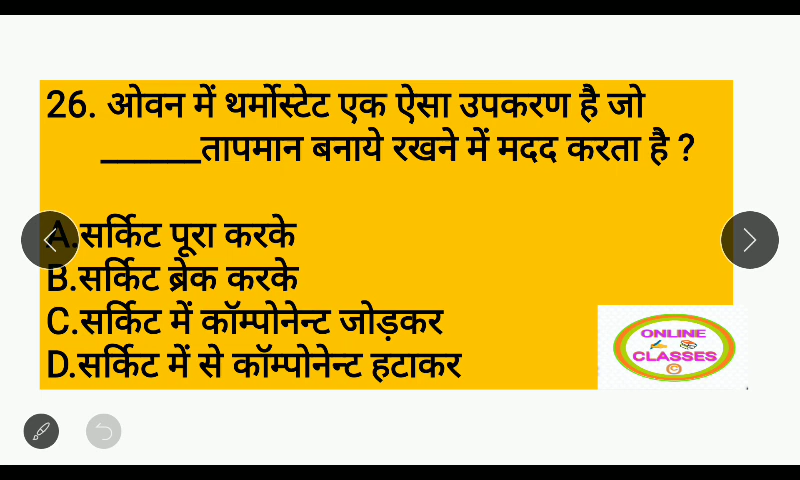 26. ओवन में थर्मोस्टेट एक ऐसा उपकरण है जो
______तापमान बनाये रखने में मदद करता है ?
A.सर्किट पूरा करके
B.सर्किट ब्रेक करके
C.सर्किट में कॉम्पोनेन्ट जोड़कर
D.सर्किट में से कॉम्पोनेन्ट हटाकर
ONLINE
CLASSES
©